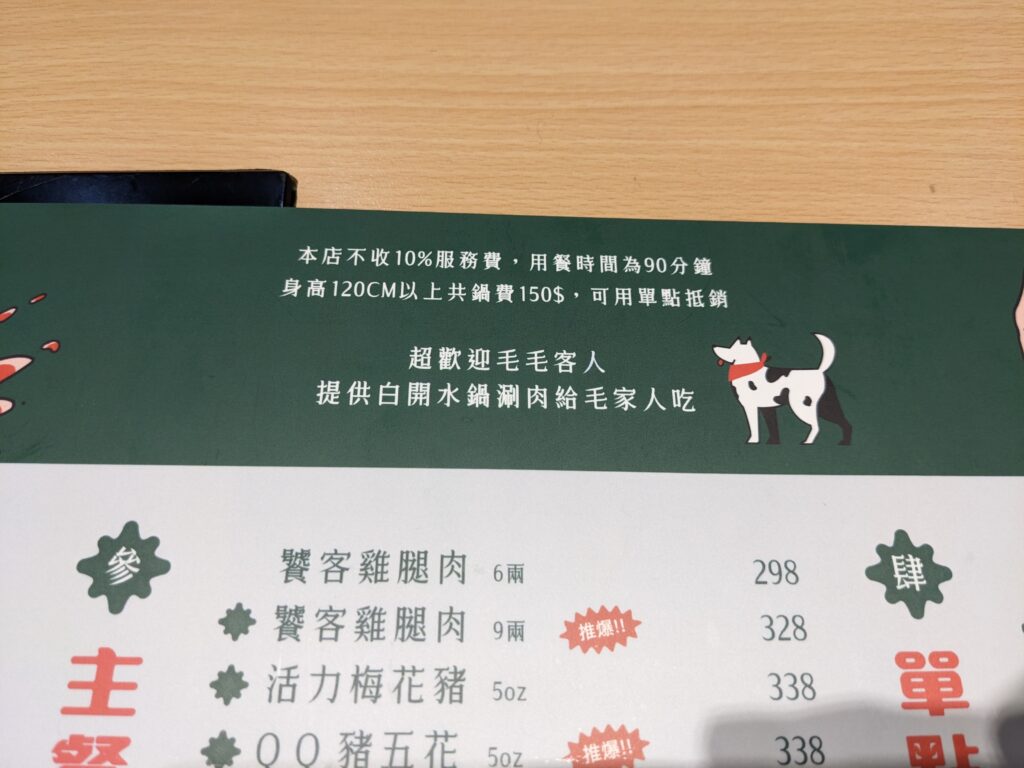 本店不收10%服務費，用餐時間為90分鐘
身高120CM以上共鍋費150$，可用單點抵銷
超歡迎毛毛客人
提供白開水鍋涮肉給毛家人吃
參
主餐
饕客雞腿肉 6兩 298
饕客雞腿肉 9兩 推爆!! 328
活力梅花豬 5oz 338
QQ豬五花 5oz 推爆!! 338
肆
單點